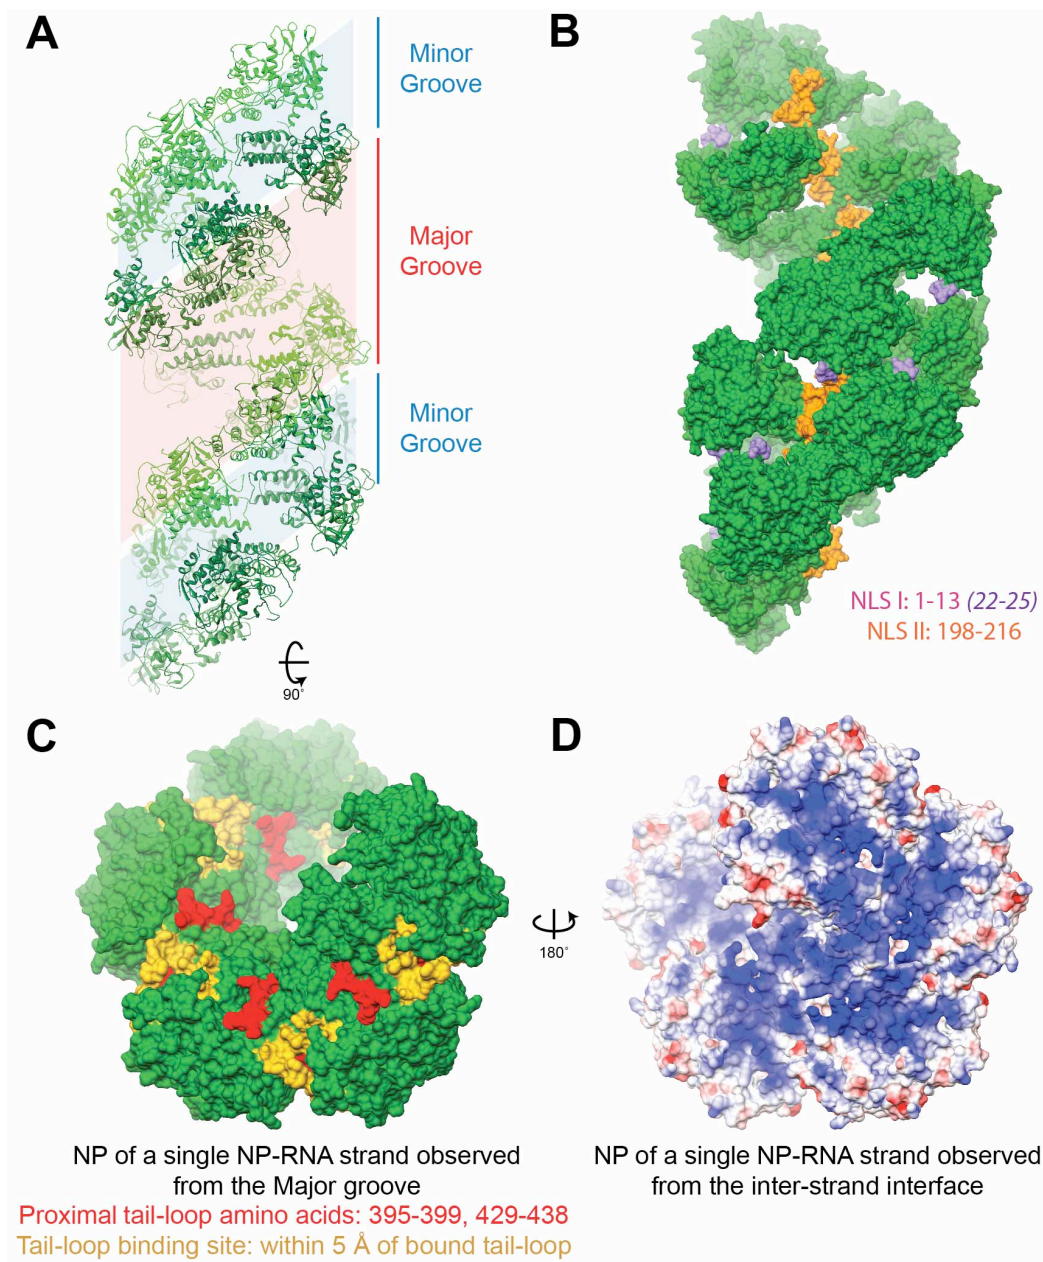 A
Minor
Groove
Major
Groove
Minor
Groove
90°
B
NLS I: 1-13 (22-25)
NLS II: 198-216
C
180°
D
NP of a single NP-RNA strand observed
from the Major groove
Proximal tail-loop amino acids: 395-399, 429-438
Tail-loop binding site: within 5 Å of bound tail-loop
NP of a single NP-RNA strand observed
from the inter-strand interface